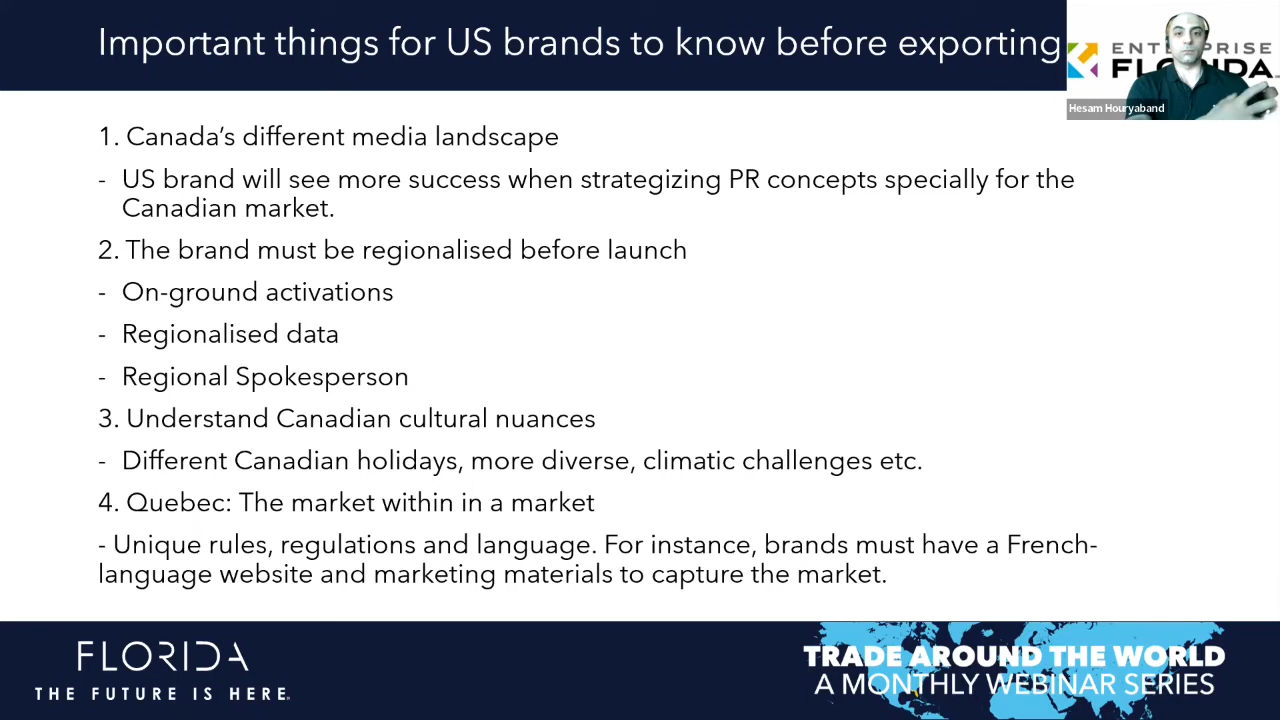 Important things for US brands to know before exporting
ENTERPRISE
FLORIDA
Hesam Houryaband
1. Canada’s different media landscape
- US brand will see more success when strategizing PR concepts specially for the
Canadian market.
2. The brand must be regionalised before launch
- On-ground activations
- Regionalised data
- Regional Spokesperson
3. Understand Canadian cultural nuances
- Different Canadian holidays, more diverse, climatic challenges etc.
4. Quebec: The market within in a market
- Unique rules, regulations and language. For instance, brands must have a French-
language website and marketing materials to capture the market.
FLORIDA
THE FUTURE IS HERE.
TRADE AROUND THE WORLD
A MONTHLY WEBINAR SERIES